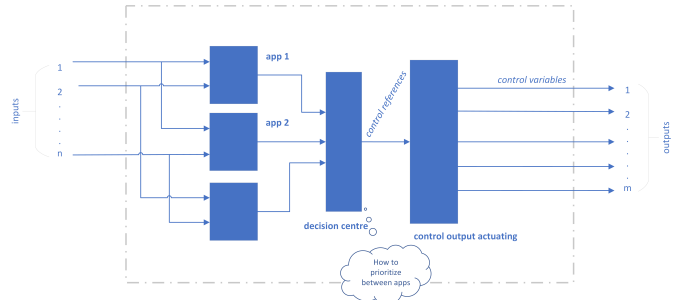 inputs
1
2
.
.
.
.
n
app 1
app 2
decision centre
control references
control output actuating
control variables
1
2
.
.
.
.
m
outputs
How to
prioritize
between apps